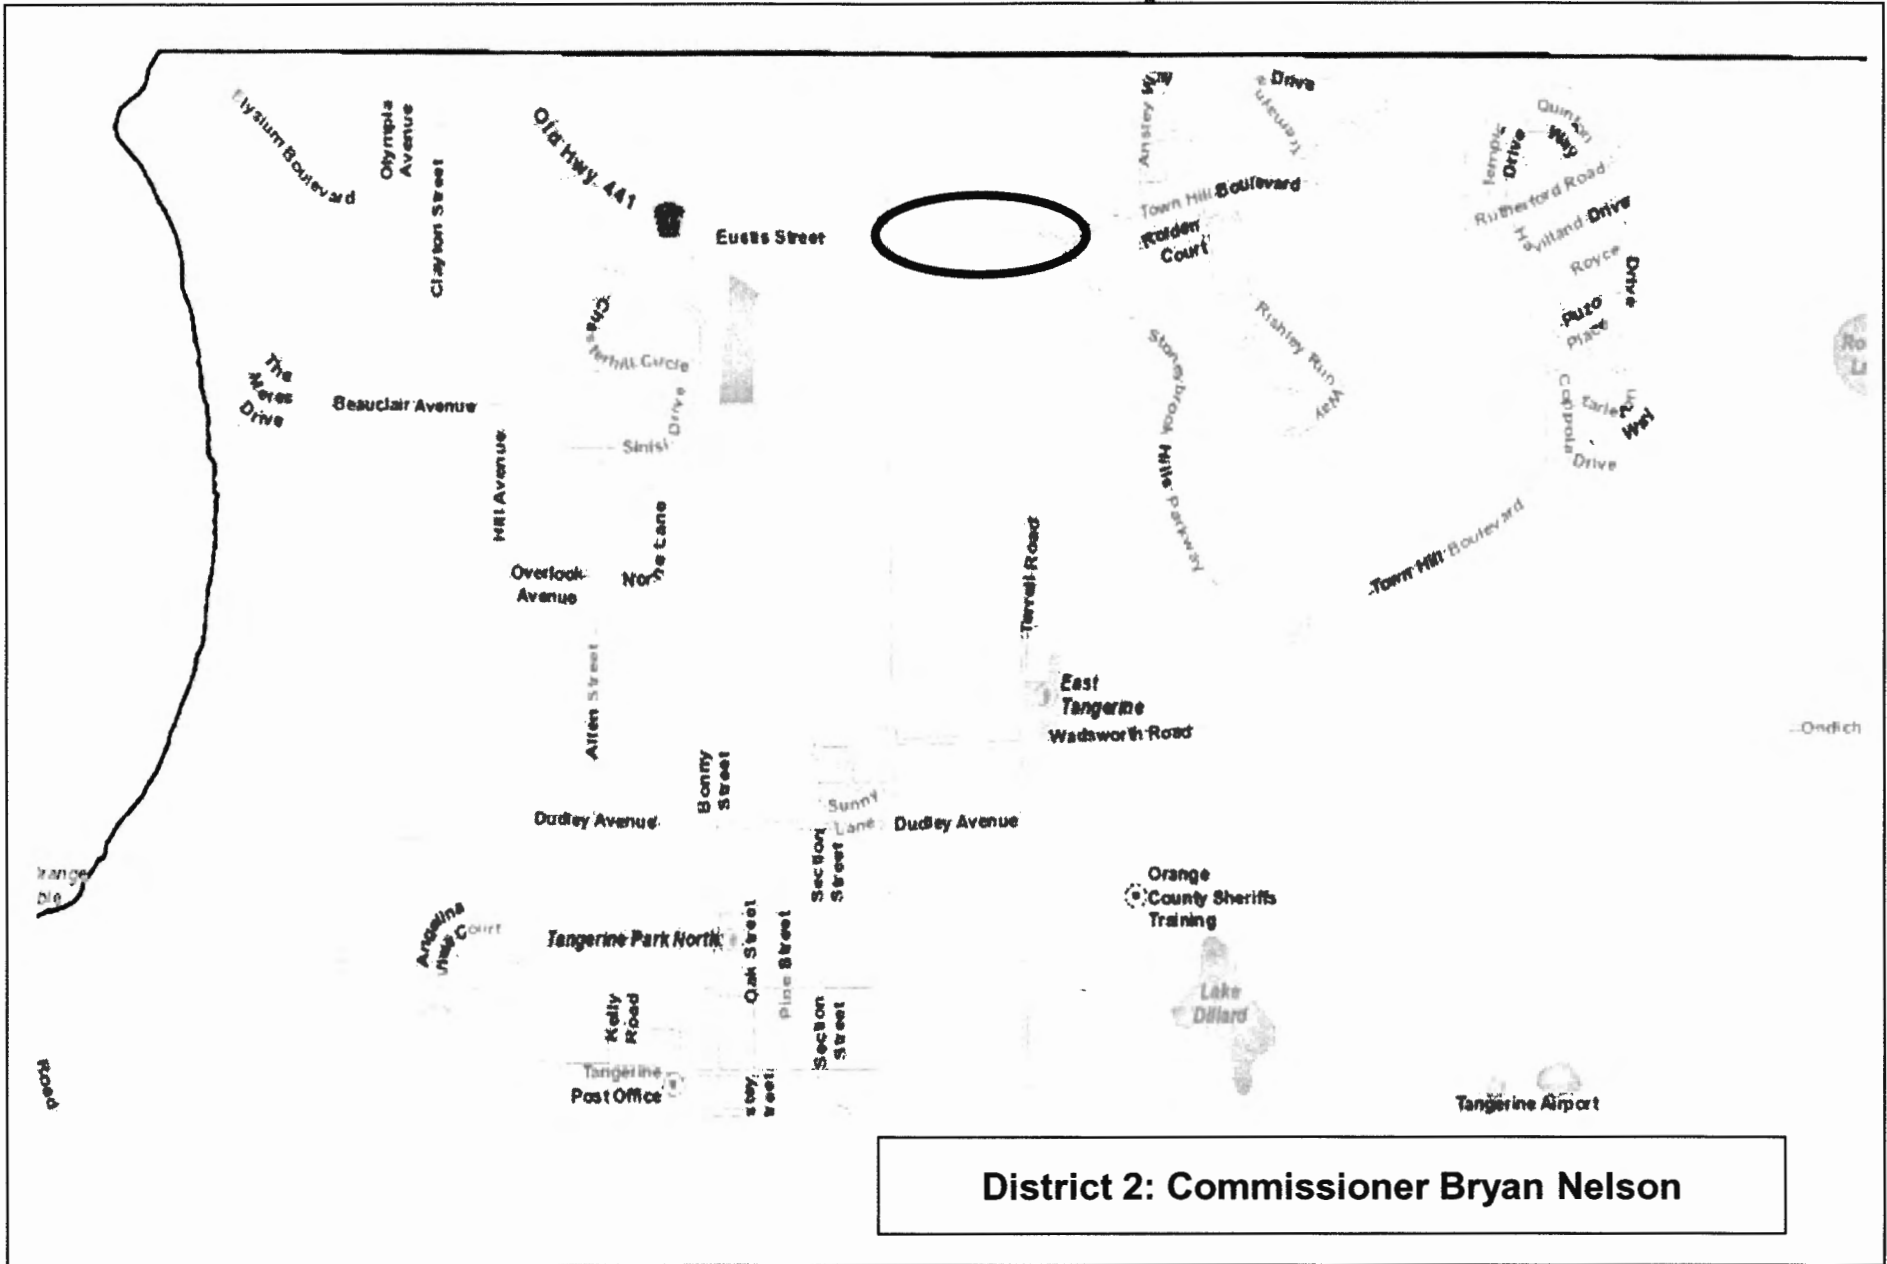 Elysium Boulevard
Olympia
Avenue
Clayton Street
Old Hwy 441
Eustis Street
Anstey Way
Drive
Town Hill Boulevard
Rolden
Court
Quinton
Way
Temple
Drive
Rutherford Road
Havilland Drive
Royce
Drive
Puzo
Place
Chesterhill Circle
The
Meres
Drive
Beauclair Avenue
Sinisi Drive
Hill Avenue
Stoneybrook Hills Parkway
Rishley Run
Way
Coppola
Drive
Way
Overlook
Avenue
Terrell Road
Town Hill Boulevard
Allen Street
East
Tangerine
Wadsworth Road
Ondich
Bonny
Street
Dudley Avenue
Sunny
Lane
Dudley Avenue
Section
Street
Orange
County Sheriffs
Training
Angelina
View Court
Tangerine Park North
Oak Street
Pine Street
Lake
Dillard
Kelly
Road
Section
Street
Tangerine
Post Office
Road
Tangerine Airport
District 2: Commissioner Bryan Nelson